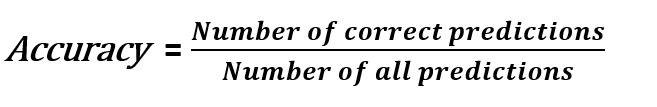 Accuracy = Number of correct predictions
Number of all predictions